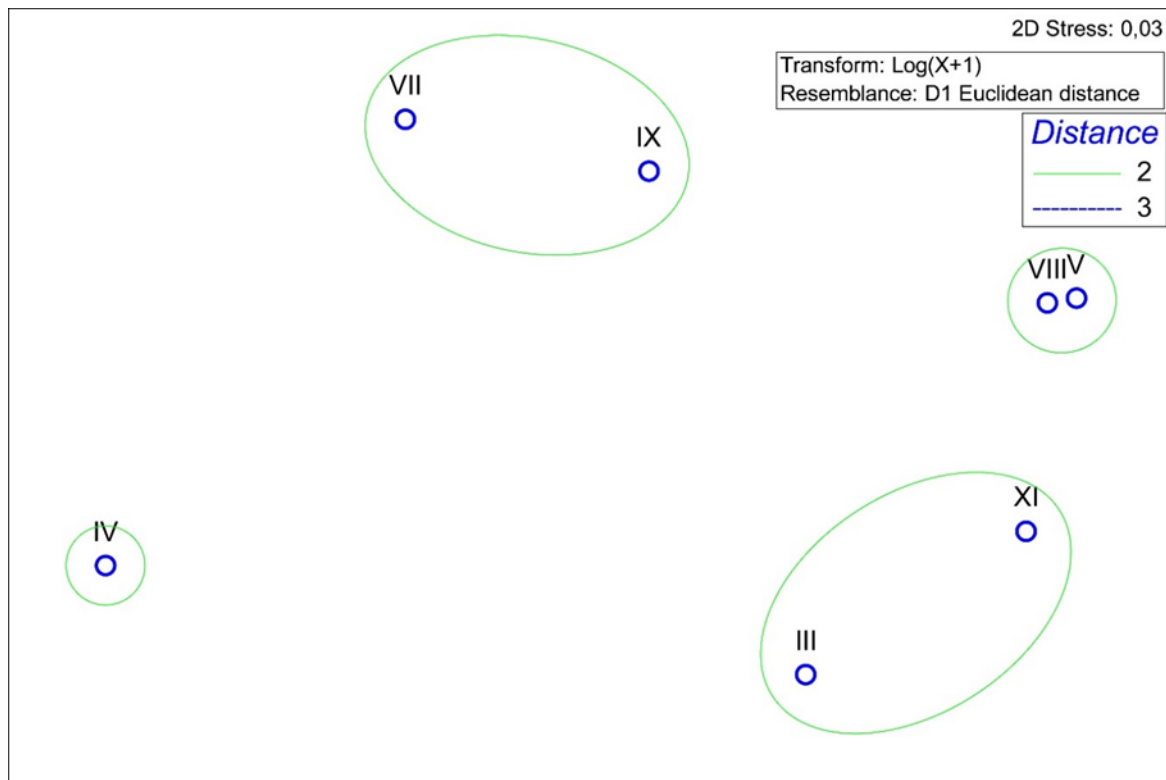 2D Stress: 0,03
Transform: Log(X+1)
Resemblance: D1 Euclidean distance
VII
IX
Distance
2
3
VIII
V
XI
IV
III